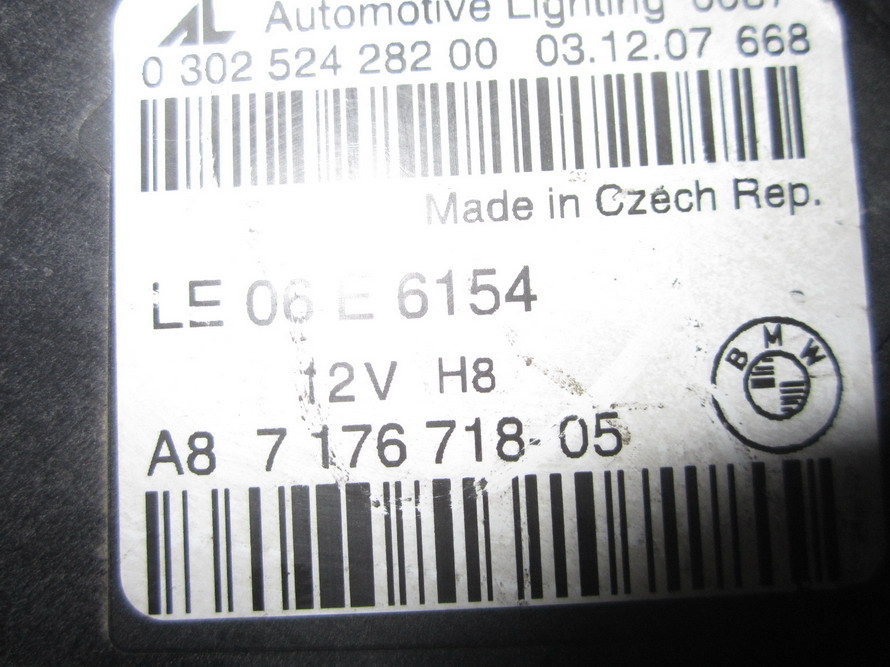 AL Automotive Lighting
0 302 524 282 00 03.12.07 668
Made in Czech Rep.
LE 06 E 6154
12V H8
BMW
A8 7 176 718-05